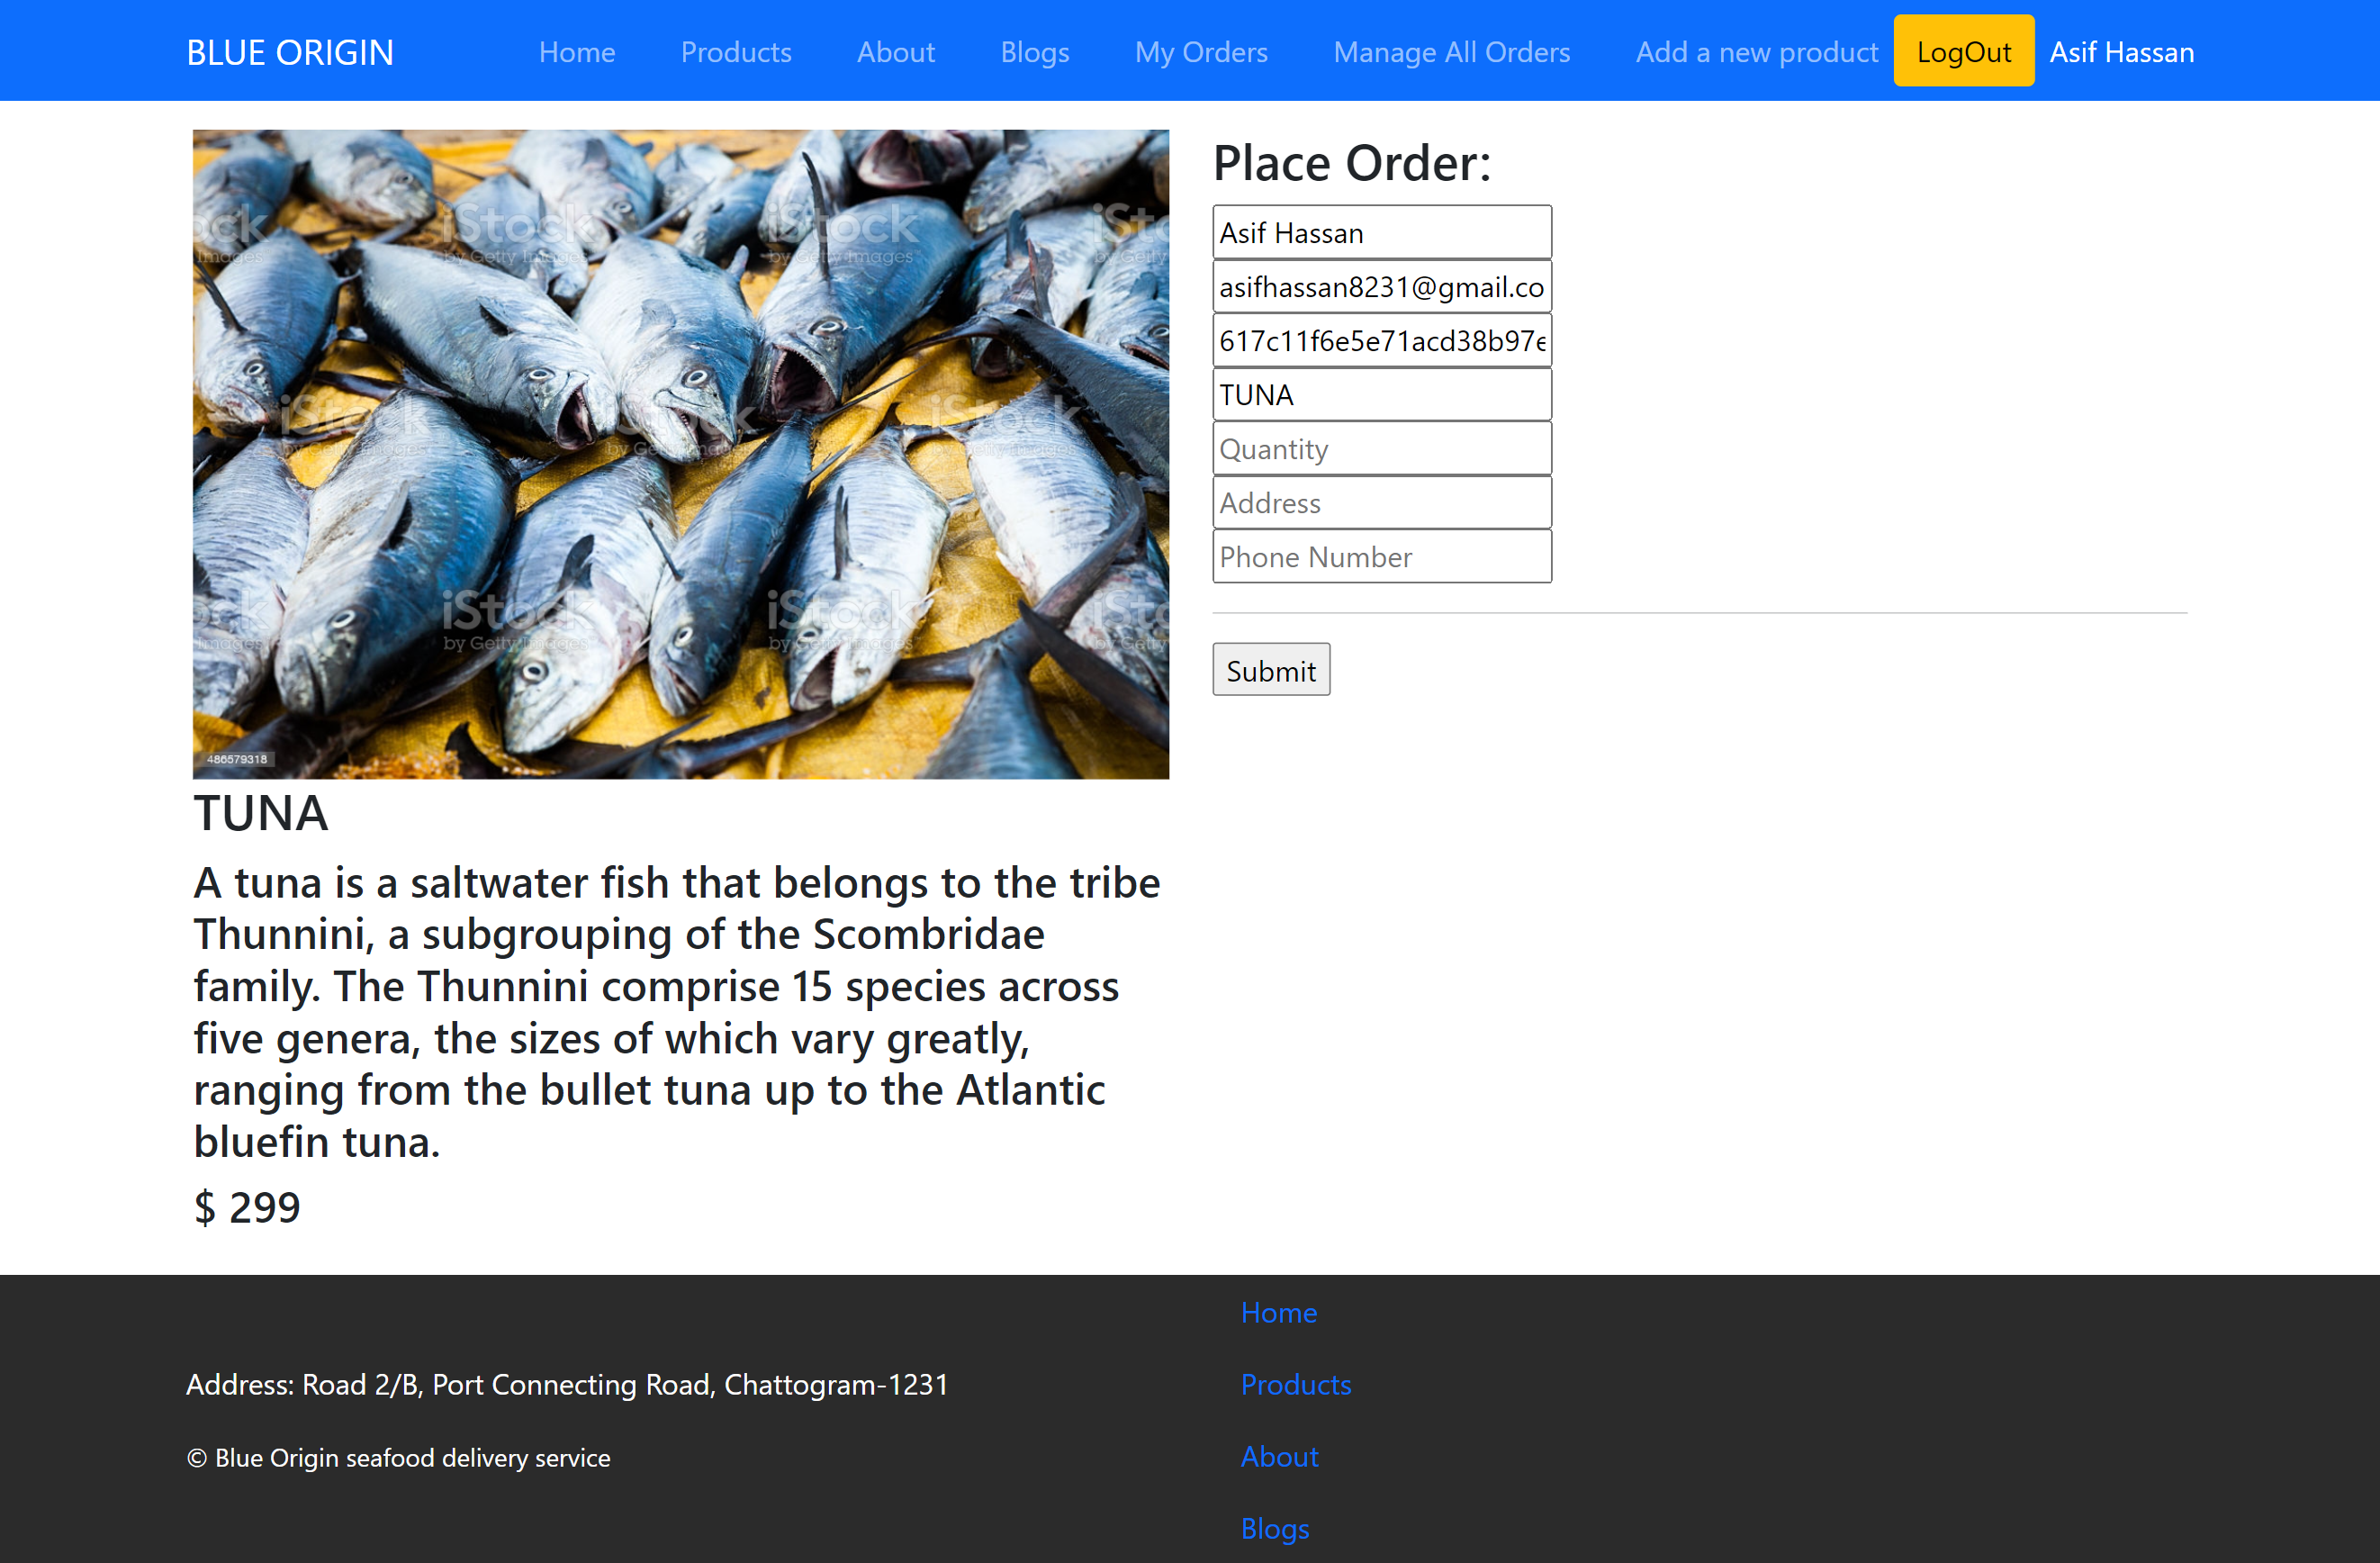 BLUE ORIGIN Home Products About Blogs My Orders Manage All Orders Add a new product LogOut Asif Hassan
iStock
by Getty Images
486579318
Place Order:
Asif Hassan
asifhassan8231@gmail.co
617c11f6e5e71acd38b97e
TUNA
Quantity
Address
Phone Number
Submit
TUNA
A tuna is a saltwater fish that belongs to the tribe
Thunnini, a subgrouping of the Scombridae
family. The Thunnini comprise 15 species across
five genera, the sizes of which vary greatly,
ranging from the bullet tuna up to the Atlantic
bluefin tuna.
$ 299
Address: Road 2/B, Port Connecting Road, Chattogram-1231
© Blue Origin seafood delivery service
Home
Products
About
Blogs